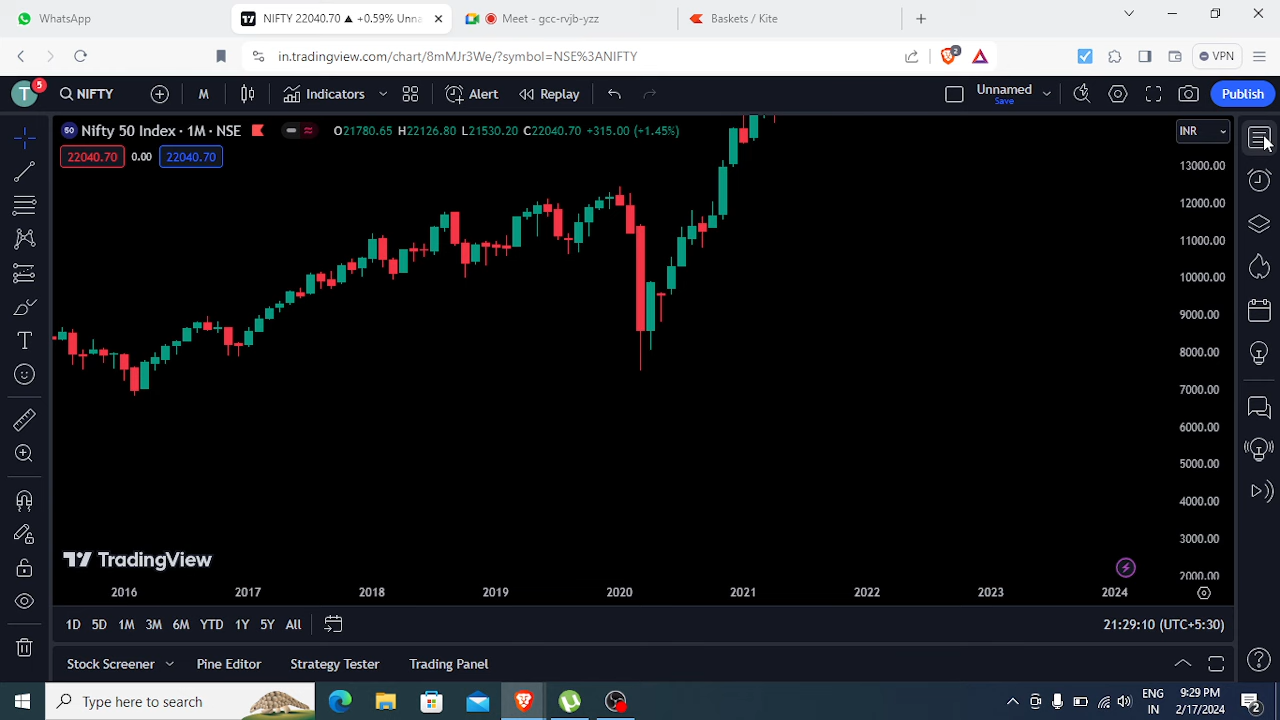 WhatsApp
NIFTY 22040.70 ▲ +0.59% Unna
Meet - gcc-rvjb-yzz
Baskets / Kite
in.tradingview.com/chart/8mMJr3We/?symbol=NSE%3ANIFTY
2
VPN
T
5
NIFTY
M
Indicators
Alert
Replay
Unnamed
Save
Publish
50
Nifty 50 Index · 1M · NSE
O21780.65 H22126.80 L21530.20 C22040.70 +315.00 (+1.45%)
INR
22040.70
0.00
22040.70
13000.00
12000.00
11000.00
10000.00
9000.00
8000.00
7000.00
6000.00
5000.00
4000.00
3000.00
2000.00
TradingView
2016
2017
2018
2019
2020
2021
2022
2023
2024
1D
5D
1M
3M
6M
YTD
1Y
5Y
All
21:29:10 (UTC+5:30)
Stock Screener
Pine Editor
Strategy Tester
Trading Panel
Type here to search
ENG
IN
9:29 PM
2/17/2024
2